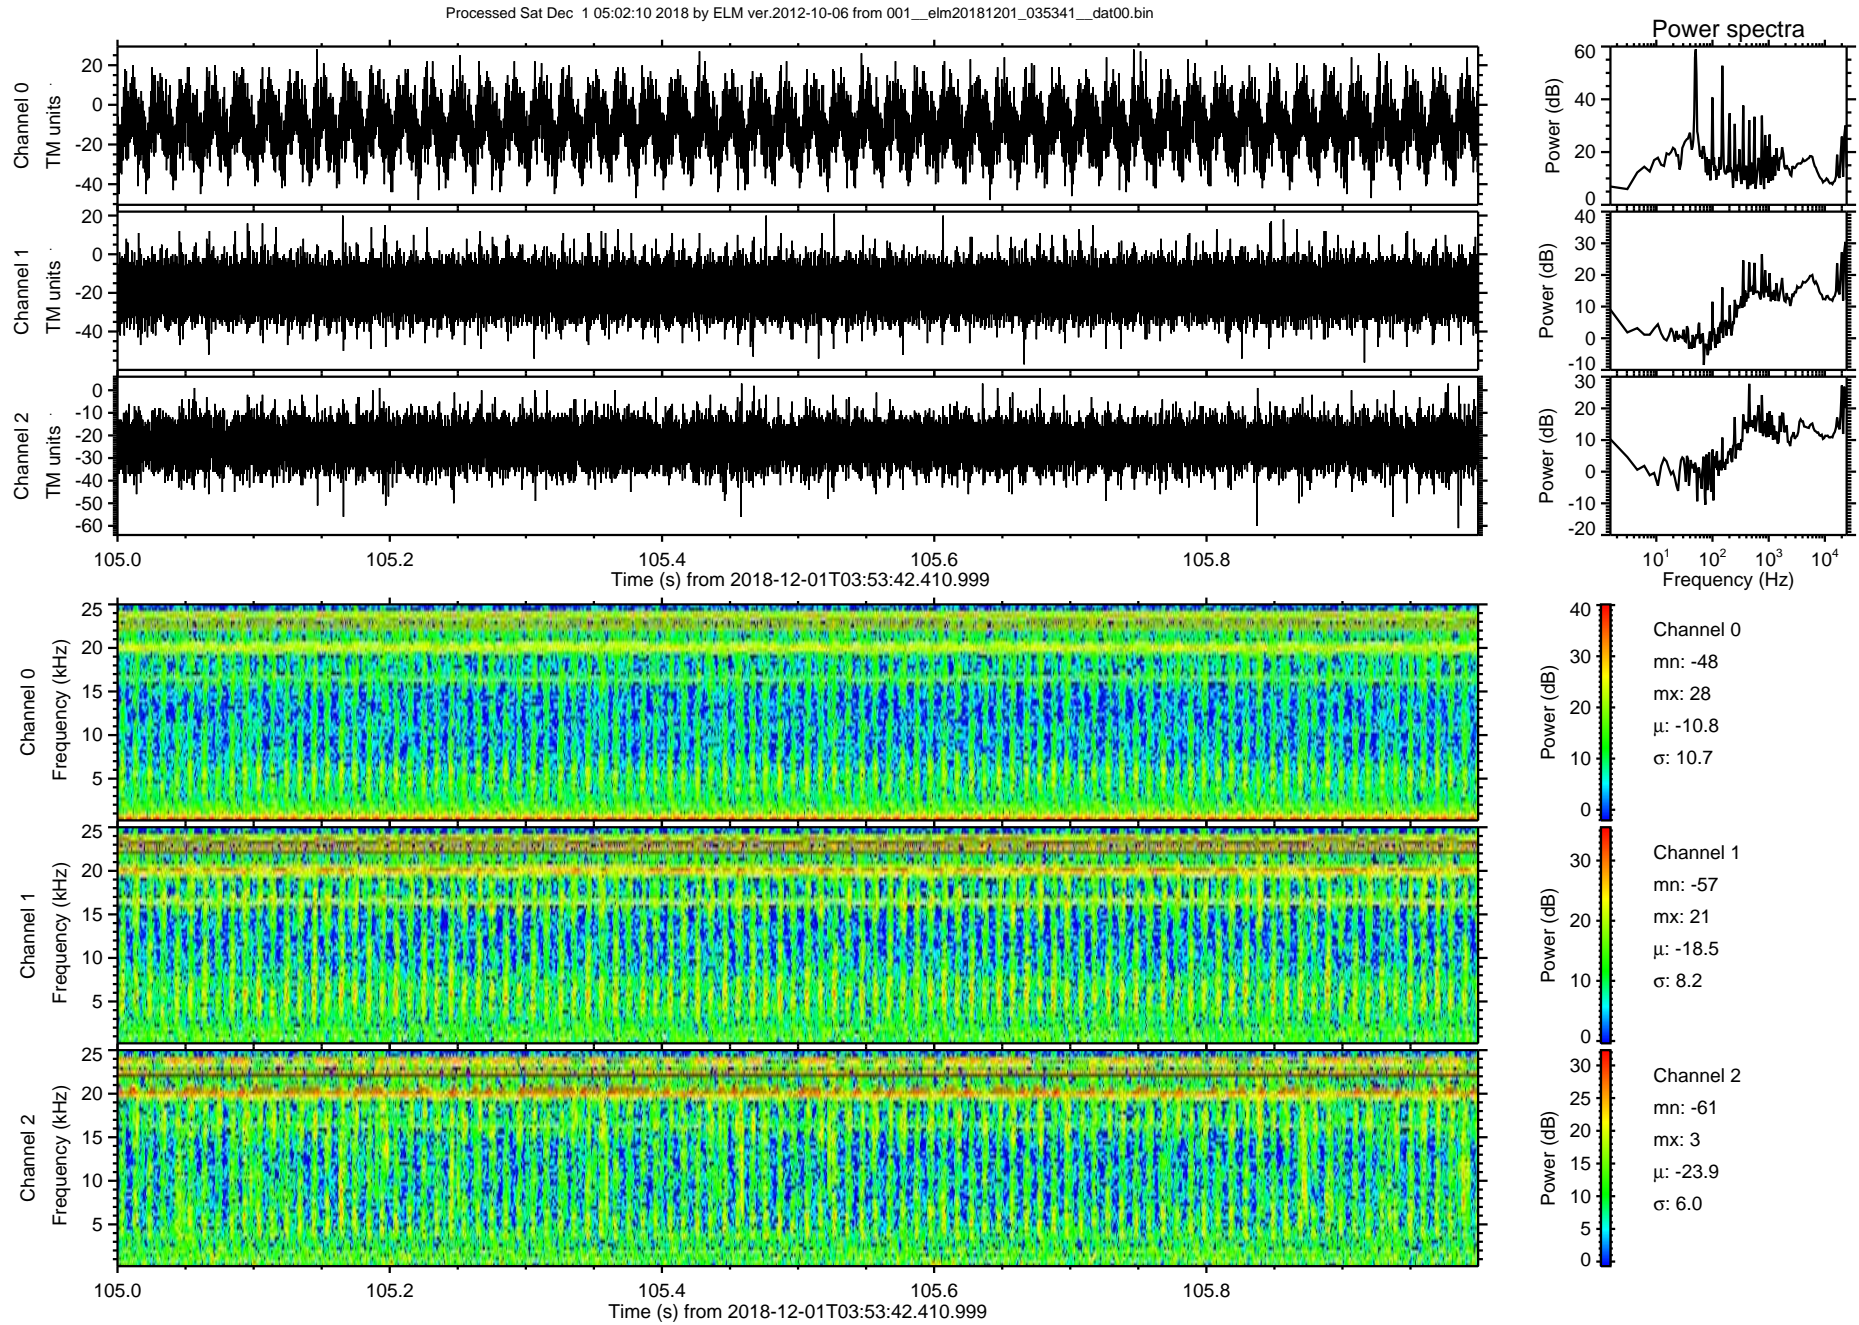 Processed Sat Dec  1 05:02:10 2018 by ELM ver.2012-10-06 from 001__elm20181201_035341__dat00.bin
Power spectra
Channel 0
TM units
20
0
-20
-40
Power (dB)
60
40
20
0
Channel 1
TM units
20
0
-20
-40
Power (dB)
40
30
20
10
0
-10
Channel 2
TM units
0
-10
-20
-30
-40
-50
-60
Power (dB)
30
20
10
0
-10
-20
105.0 105.2 105.4 105.6 105.8
Time (s) from 2018-12-01T03:53:42.410.999
10¹ 10² 10³ 10⁴
Frequency (Hz)
Channel 0
Frequency (kHz)
25
20
15
10
5
Power (dB)
40
30
20
10
0
Channel 0
mn: -48
mx: 28
μ: -10.8
σ: 10.7
Channel 1
Frequency (kHz)
25
20
15
10
5
Power (dB)
30
20
10
0
Channel 1
mn: -57
mx: 21
μ: -18.5
σ: 8.2
Channel 2
Frequency (kHz)
25
20
15
10
5
Power (dB)
30
25
20
15
10
5
0
Channel 2
mn: -61
mx: 3
μ: -23.9
σ: 6.0
105.0 105.2 105.4 105.6 105.8
Time (s) from 2018-12-01T03:53:42.410.999